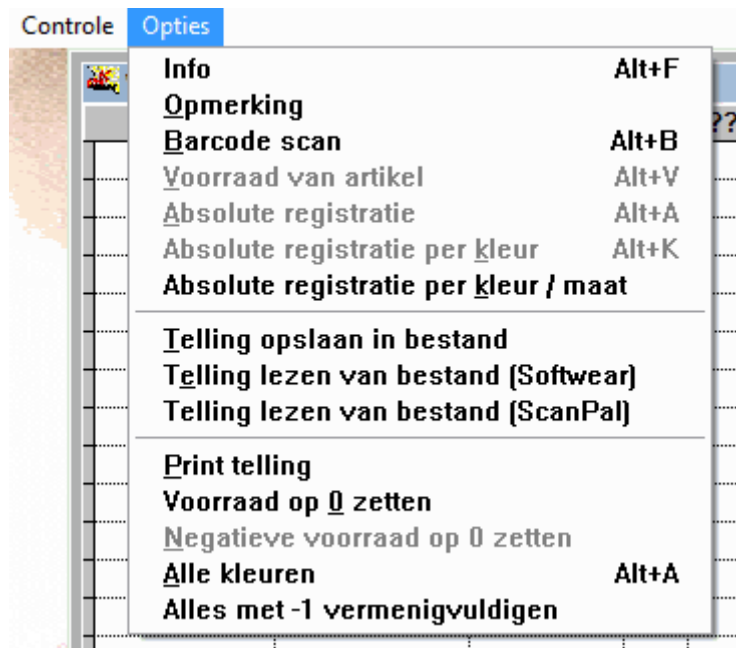 Controle Opties
Info Alt+F
Opmerking
Barcode scan Alt+B
??
Voorraad van artikel Alt+V
Absolute registratie Alt+A
Absolute registratie per kleur Alt+K
Absolute registratie per kleur / maat
Telling opslaan in bestand
Telling lezen van bestand (Softwear)
Telling lezen van bestand (ScanPal)
Print telling
Voorraad op 0 zetten
Negatieve voorraad op 0 zetten
Alle kleuren Alt+A
Alles met -1 vermenigvuldigen